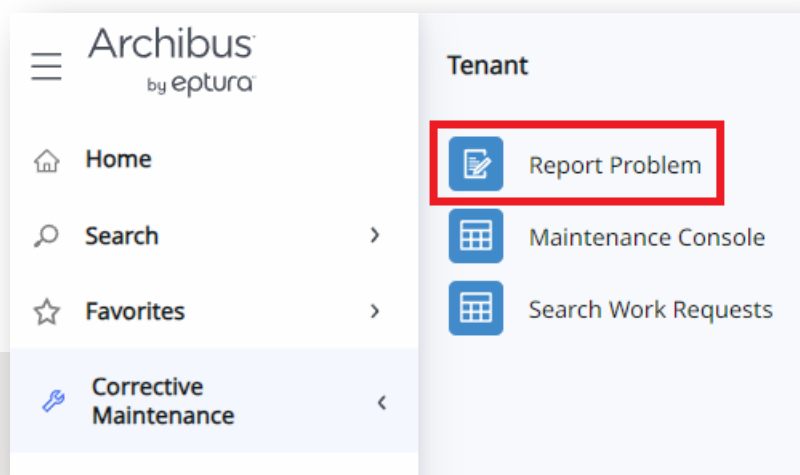 Archibus
by eptura
Home
Search
Favorites
Corrective
Maintenance
Tenant
Report Problem
Maintenance Console
Search Work Requests